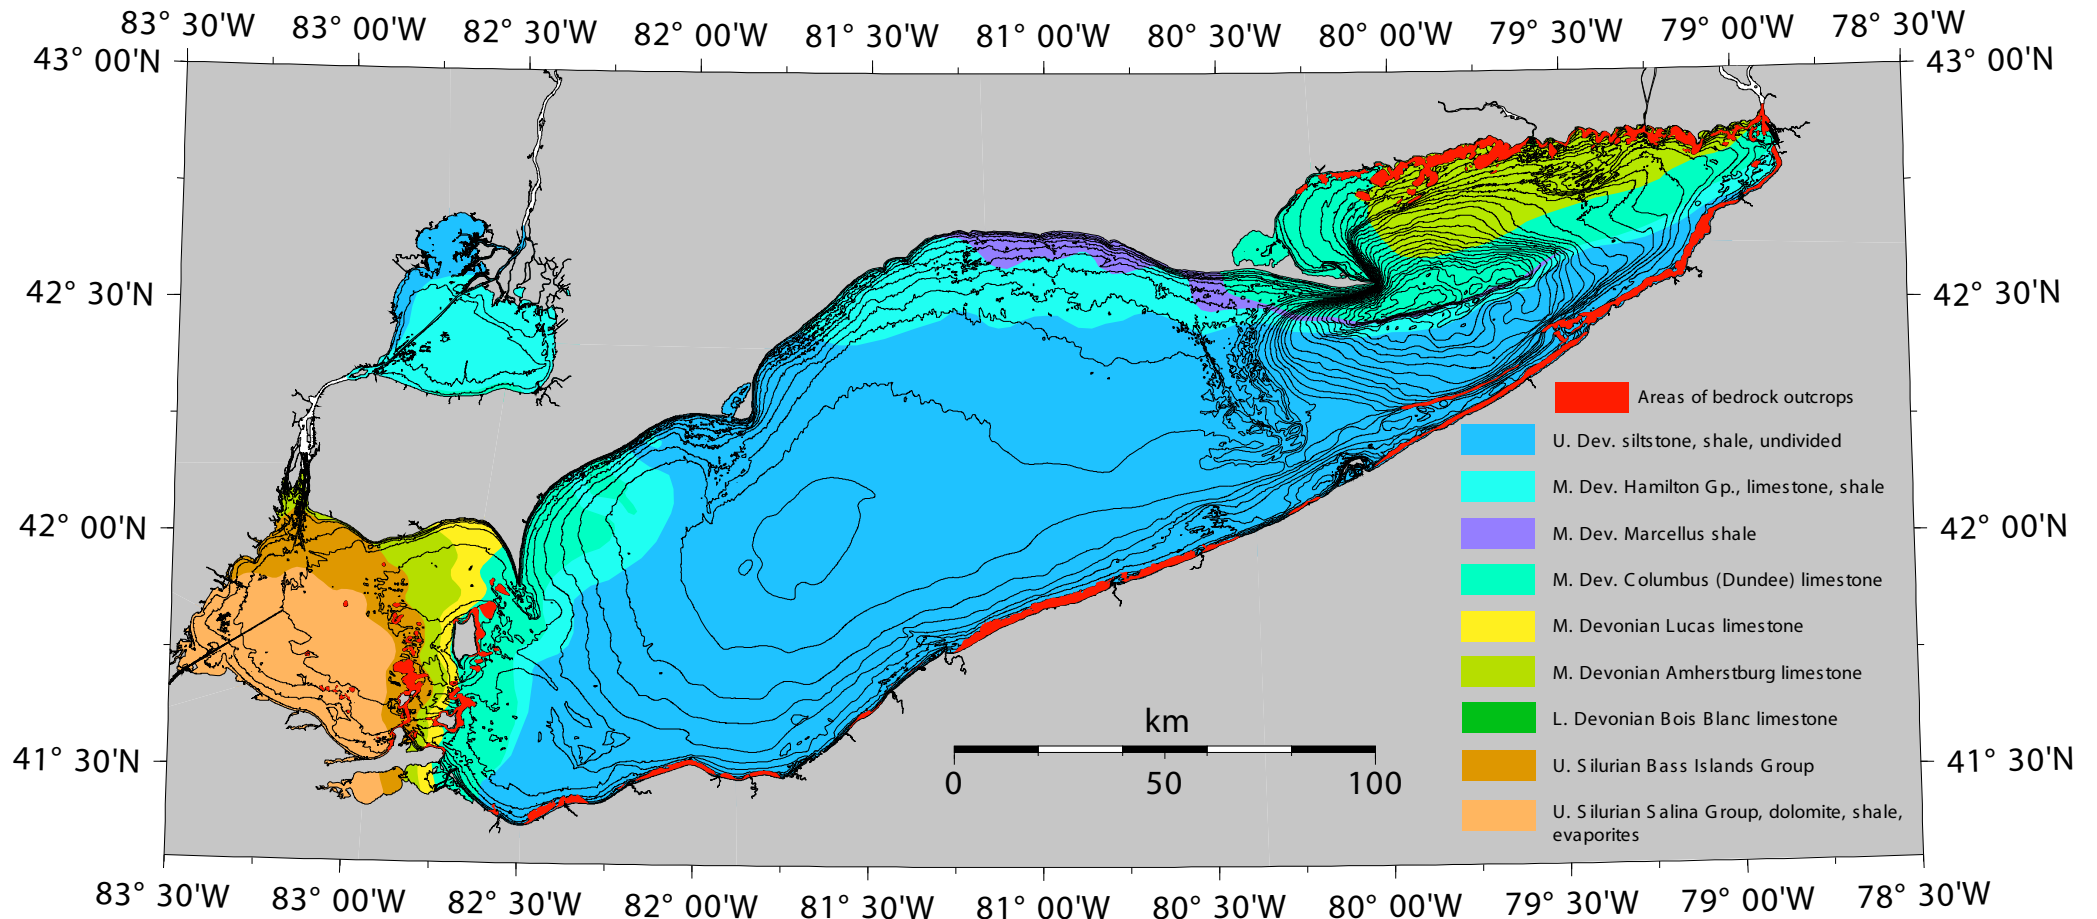 83° 30'W 83° 00'W 82° 30'W 82° 00'W 81° 30'W 81° 00'W 80° 30'W 80° 00'W 79° 30'W 79° 00'W 78° 30'W
43° 00'N 43° 00'N
42° 30'N 42° 30'N
Areas of bedrock outcrops
U. Dev. siltstone, shale, undivided
M. Dev. Hamilton Gp., limestone, shale
42° 00'N 42° 00'N
M. Dev. Marcellus shale
M. Dev. Columbus (Dundee) limestone
M. Devonian Lucas limestone
M. Devonian Amherstburg limestone
L. Devonian Bois Blanc limestone
km
0 50 100
41° 30'N 41° 30'N
U. Silurian Bass Islands Group
U. Silurian Salina Group, dolomite, shale,
evaporites
83° 30'W 83° 00'W 82° 30'W 82° 00'W 81° 30'W 81° 00'W 80° 30'W 80° 00'W 79° 30'W 79° 00'W 78° 30'W